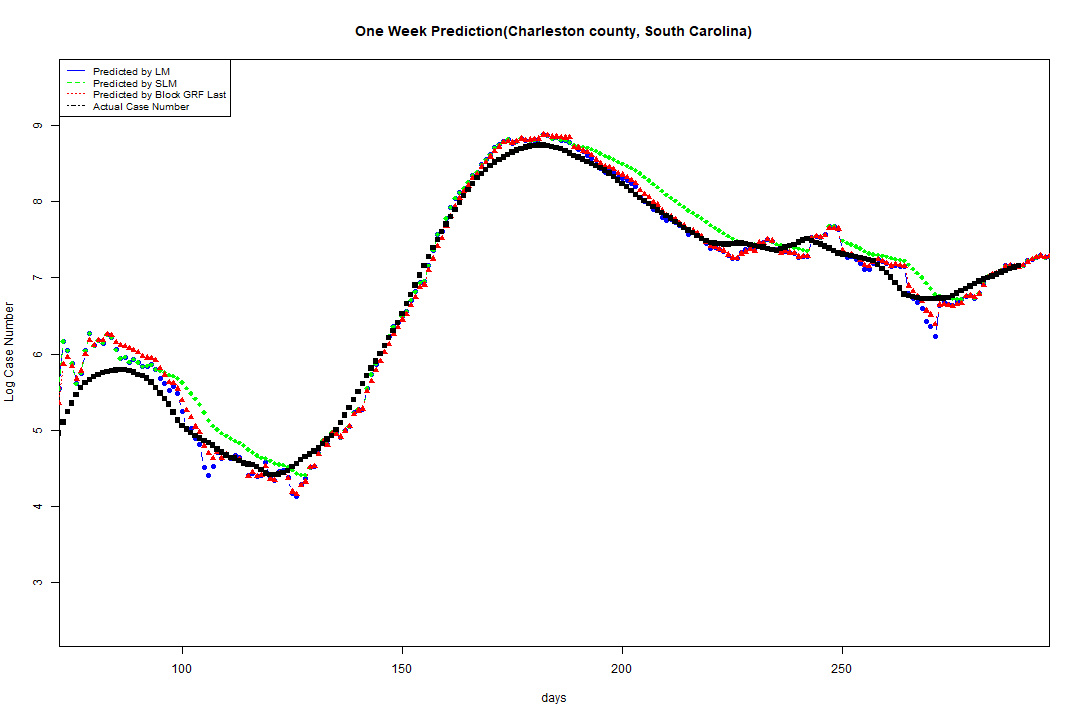 One Week Prediction(Charleston county, South Carolina)
Predicted by LM
Predicted by SLM
Predicted by Block GRF Last
Actual Case Number
Log Case Number
9
8
7
6
5
4
3
100 150 200 250
days